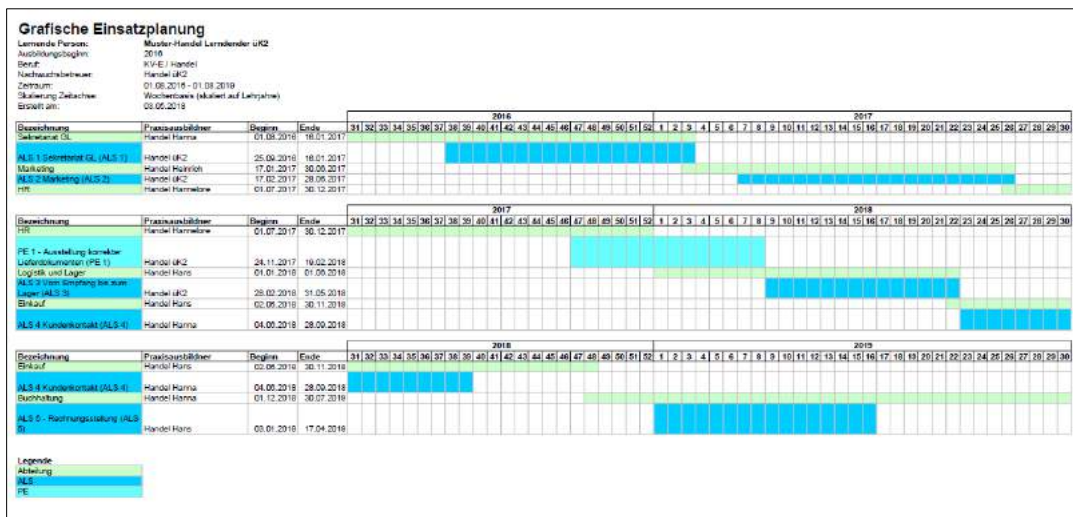 Grafische Einsatzplanung
Lernende Person: Muster-Handel Lerndender üK2
Ausbildungsbeginn: 2016
Beruf: KV-E / Handel
Nachwuchsbetreuer: Handel üK2
Zeitraum: 01.08.2016 - 01.08.2019
Skalierung Zeitachse: Wochenbasis (skaliert auf Lehrjahre)
Erstellt am: 03.05.2018
2016 2017
Bezeichnung Praxisausbildner Beginn Ende 31 32 33 34 35 36 37 38 39 40 41 42 43 44 45 46 47 48 49 50 51 52 1 2 3 4 5 6 7 8 9 10 11 12 13 14 15 16 17 18 19 20 21 22 23 24 25 26 27 28 29 30
Sekretariat GL Handel Hanna 01.08.2016 16.01.2017
ALS 1 Sekretariat GL (ALS 1) Handel üK2 25.09.2016 16.01.2017
Marketing Handel Heinrich 17.01.2017 30.06.2017
ALS 2 Marketing (ALS 2) Handel üK2 17.02.2017 28.06.2017
HR Handel Hannelore 01.07.2017 30.12.2017
2017 2018
Bezeichnung Praxisausbildner Beginn Ende 31 32 33 34 35 36 37 38 39 40 41 42 43 44 45 46 47 48 49 50 51 52 1 2 3 4 5 6 7 8 9 10 11 12 13 14 15 16 17 18 19 20 21 22 23 24 25 26 27 28 29 30
HR Handel Hannelore 01.07.2017 30.12.2017
PE 1 - Ausstellung korrekter
Lieferdokumenten (PE 1) Handel üK2 24.11.2017 19.02.2018
Logistik und Lager Handel Hans 01.01.2018 01.06.2018
ALS 3 Vom Empfang bis zum
Lager (ALS 3) Handel üK2 28.02.2018 31.05.2018
Einkauf Handel Hans 02.06.2018 30.11.2018
ALS 4 Kundenkontakt (ALS 4) Handel Hanna 04.06.2018 28.09.2018
2018 2019
Bezeichnung Praxisausbildner Beginn Ende 31 32 33 34 35 36 37 38 39 40 41 42 43 44 45 46 47 48 49 50 51 52 1 2 3 4 5 6 7 8 9 10 11 12 13 14 15 16 17 18 19 20 21 22 23 24 25 26 27 28 29 30
Einkauf Handel Hans 02.06.2018 30.11.2018
ALS 4 Kundenkontakt (ALS 4) Handel Hanna 04.06.2018 28.09.2018
Buchhaltung Handel Hanna 01.12.2018 30.07.2019
ALS 5 - Rechnungsstellung (ALS
5) Handel Hans 03.01.2019 17.04.2019
Legende
Abteilung
ALS
PE